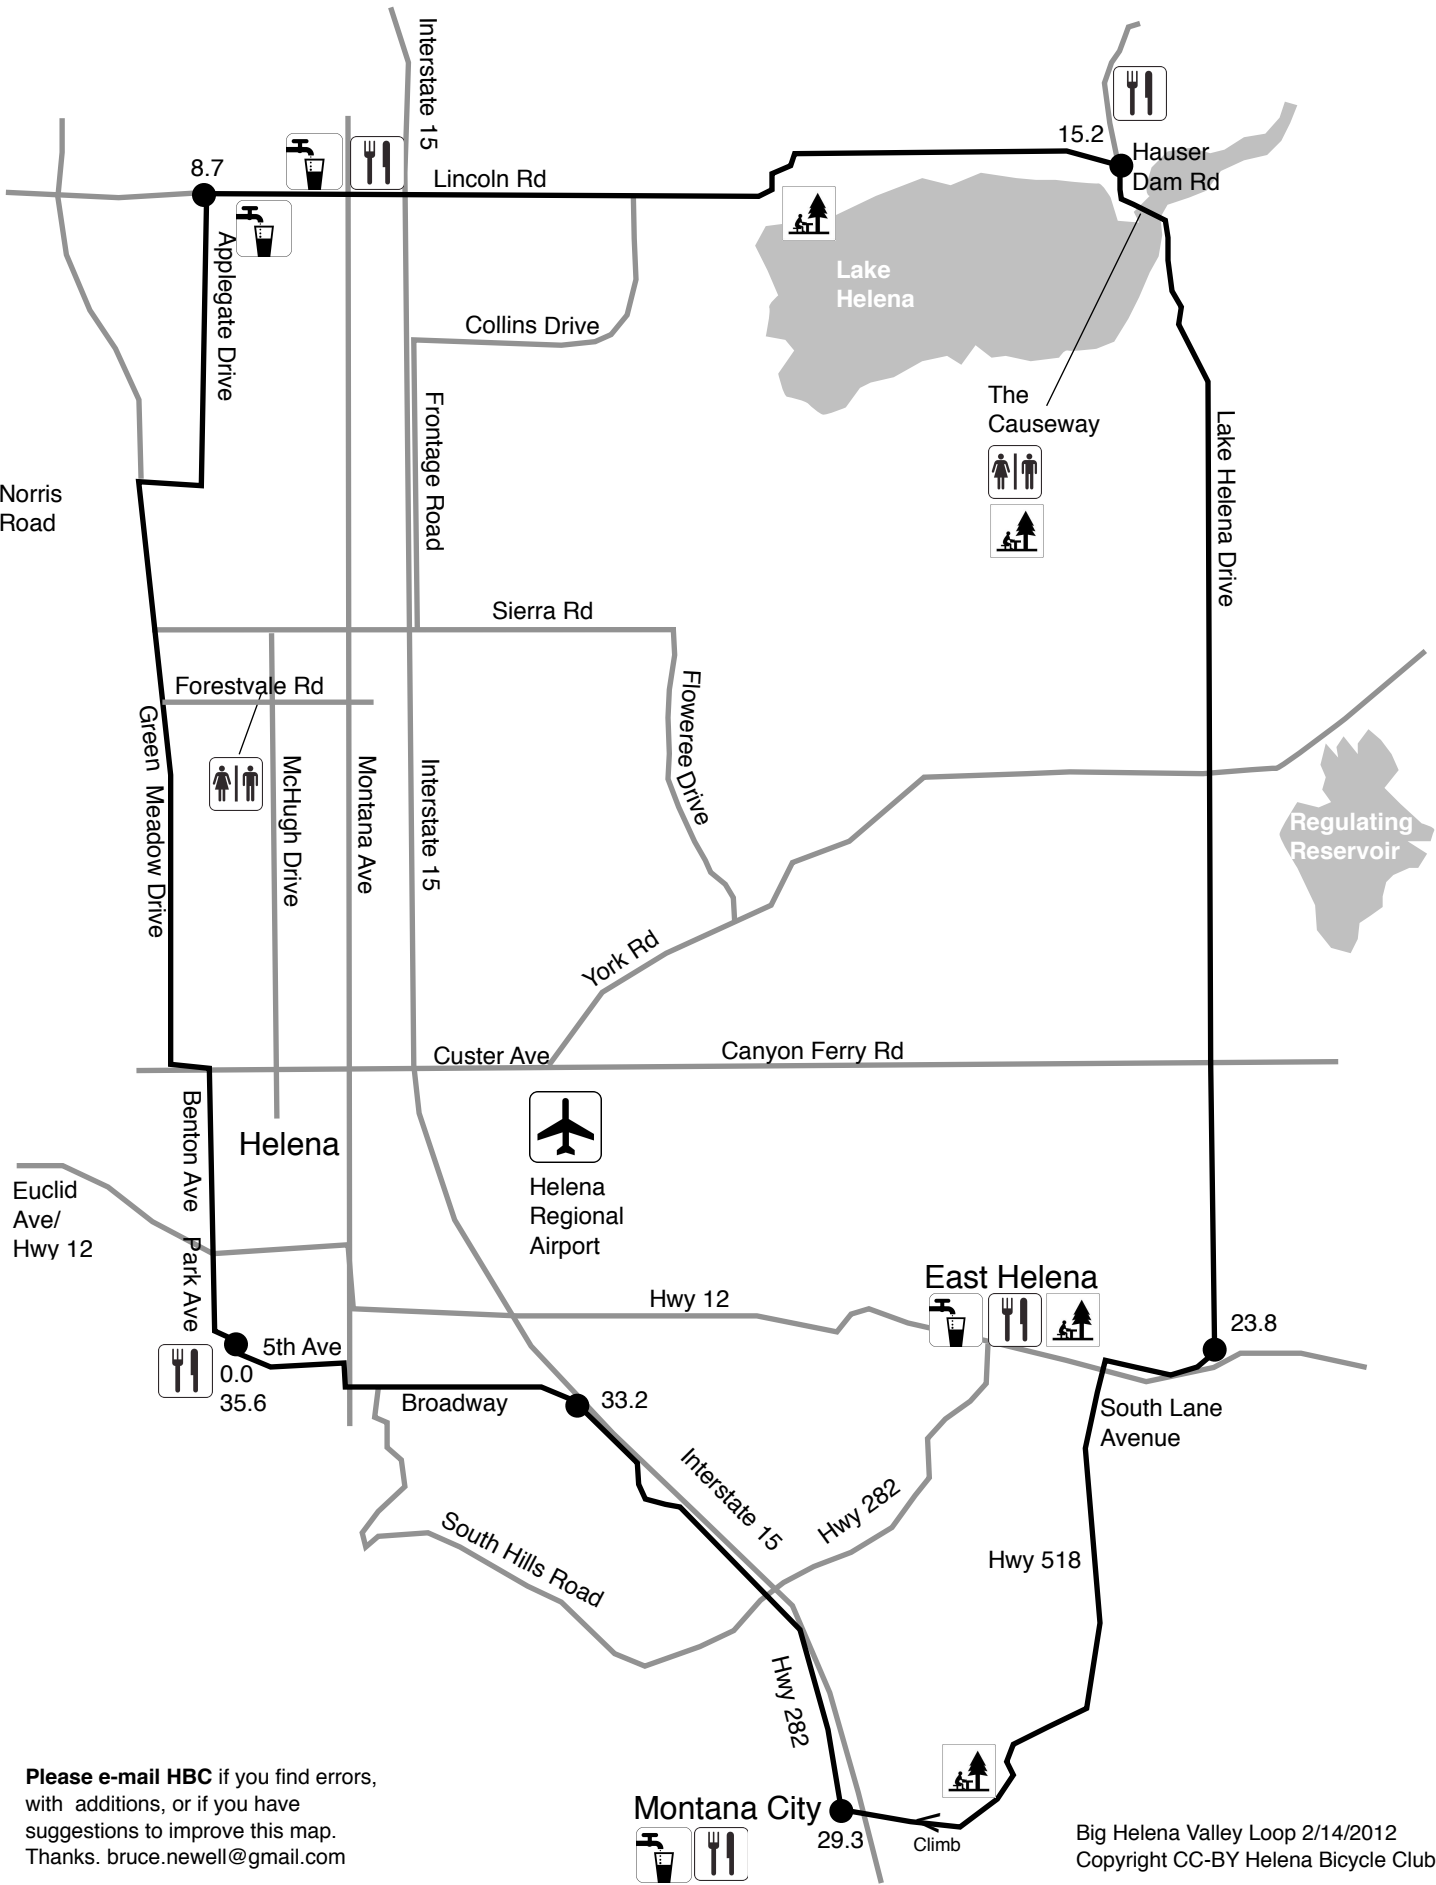 Interstate 15
15.2
Hauser
Dam Rd
8.7
Lincoln Rd
Applegate Drive
Lake
Helena
Collins Drive
The
Causeway
Frontage Road
Lake Helena Drive
Norris
Road
Sierra Rd
Forestvale Rd
Floweree Drive
Green Meadow Drive
McHugh Drive
Montana Ave
Interstate 15
Regulating
Reservoir
York Rd
Custer Ave
Canyon Ferry Rd
Benton Ave
Helena
Euclid
Ave/
Hwy 12
Helena
Regional
Airport
Park Ave
East Helena
Hwy 12
23.8
5th Ave
0.0
35.6
Broadway
33.2
South Lane
Avenue
Interstate 15
Hwy 282
South Hills Road
Hwy 518
Hwy 282
Please e-mail HBC if you find errors,
with additions, or if you have
suggestions to improve this map.
Thanks. bruce.newell@gmail.com
Montana City
29.3
Climb
Big Helena Valley Loop 2/14/2012
Copyright CC-BY Helena Bicycle Club